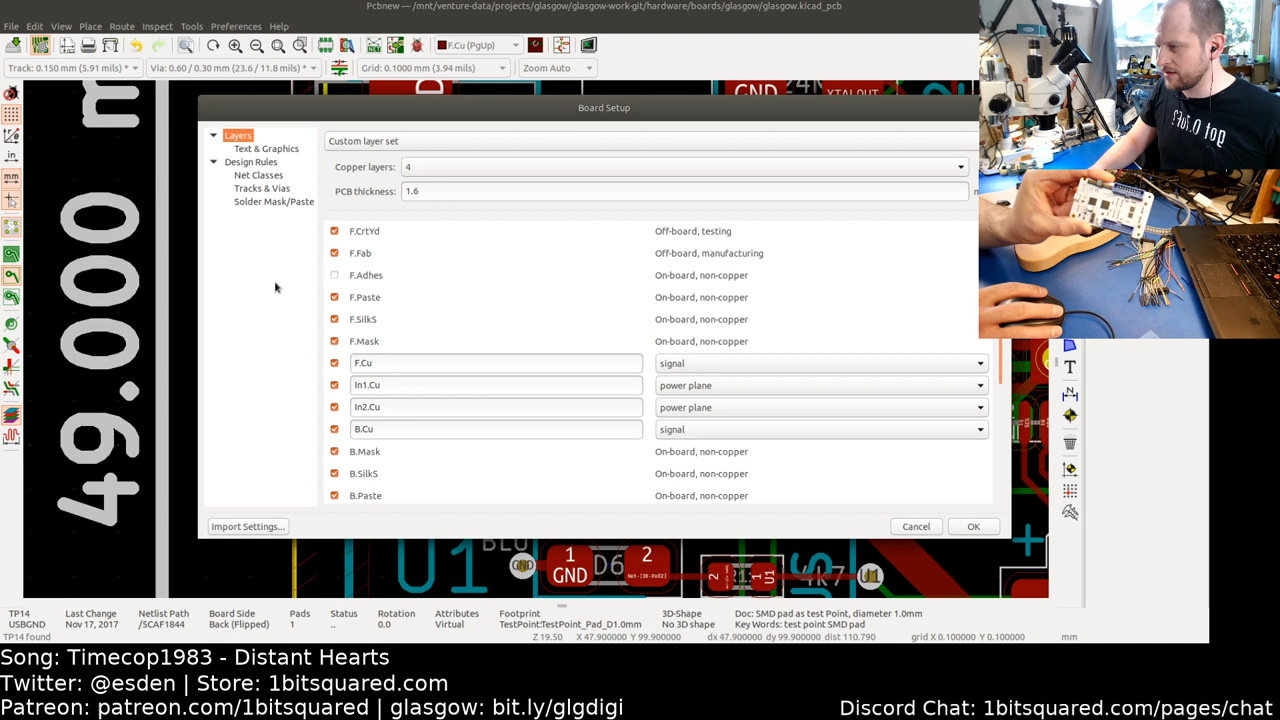 Pcbnew — /mnt/venture-data/projects/glasgow/glasgow-work-git/hardware/boards/glasgow/glasgow.kicad_pcb
File Edit View Place Route Inspect Tools Preferences Help
F.Cu (PgUp)
Track: 0.150 mm (5.91 mils) * Via: 0.60 / 0.30 mm (23.6 / 11.8 mils) * Grid: 0.1000 mm (3.94 mils) Zoom Auto
GND
XTALOUT
Board Setup
Layers
Text & Graphics
Design Rules
Net Classes
Tracks & Vias
Solder Mask/Paste
Custom layer set
Copper layers: 4
PCB thickness: 1.6
F.CrtYd Off-board, testing
F.Fab Off-board, manufacturing
F.Adhes On-board, non-copper
F.Paste On-board, non-copper
F.SilkS On-board, non-copper
F.Mask On-board, non-copper
F.Cu signal
In1.Cu power plane
In2.Cu power plane
B.Cu signal
B.Mask On-board, non-copper
B.SilkS On-board, non-copper
B.Paste On-board, non-copper
Import Settings... Cancel OK
49.000 m
U1
BLU
GND
1 GND
D6
2
2
1
U1
4K7
U1
TP14 Last Change Netlist Path Board Side Pads Status Rotation Attributes Footprint 3D-Shape Doc: SMD pad as test Point, diameter 1.0mm
USBGND Nov 17, 2017 /SCAF1844 Back (Flipped) 1 .. 0.0 Virtual TestPoint:TestPoint_Pad_D1.0mm No 3D shape Key Words: test point SMD pad
TP14 found Z 19.50 X 47.900000 Y 99.900000 dx 47.900000 dy 99.900000 dist 110.790 grid X 0.100000 Y 0.100000 mm
Song: Timecop1983 - Distant Hearts
Twitter: @esden | Store: 1bitsquared.com
Patreon: patreon.com/1bitsquared | glasgow: bit.ly/glgdigi
Discord Chat: 1bitsquared.com/pages/chat